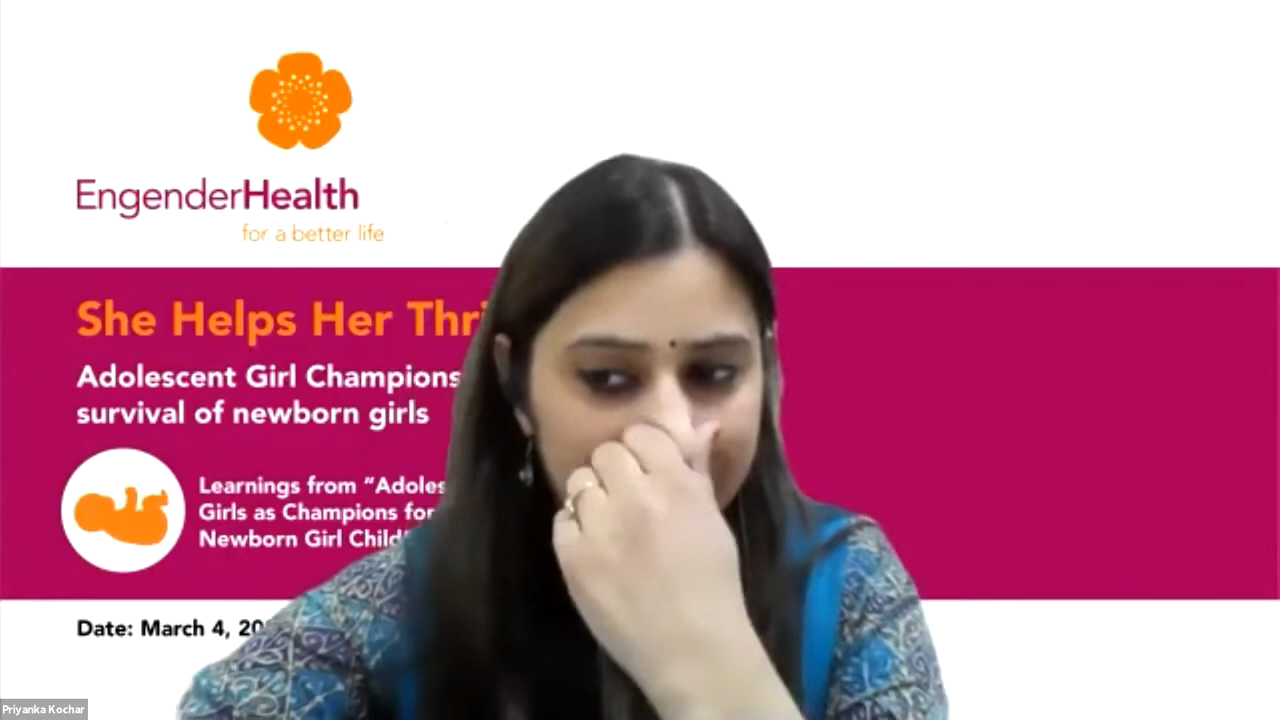 EngenderHealth
for a better life
She Helps Her Thri
Adolescent Girl Champions
survival of newborn girls
Learnings from “Adoles
Girls as Champions for
Newborn Girl Child”
Date: March 4, 20
Priyanka Kochar